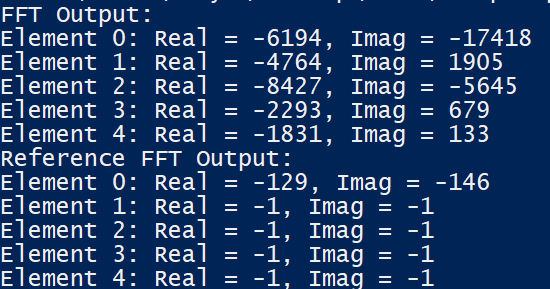 FFT Output:
Element 0: Real = -6194, Imag = -17418
Element 1: Real = -4764, Imag = 1905
Element 2: Real = -8427, Imag = -5645
Element 3: Real = -2293, Imag = 679
Element 4: Real = -1831, Imag = 133
Reference FFT Output:
Element 0: Real = -129, Imag = -146
Element 1: Real = -1, Imag = -1
Element 2: Real = -1, Imag = -1
Element 3: Real = -1, Imag = -1
Element 4: Real = -1, Imag = -1